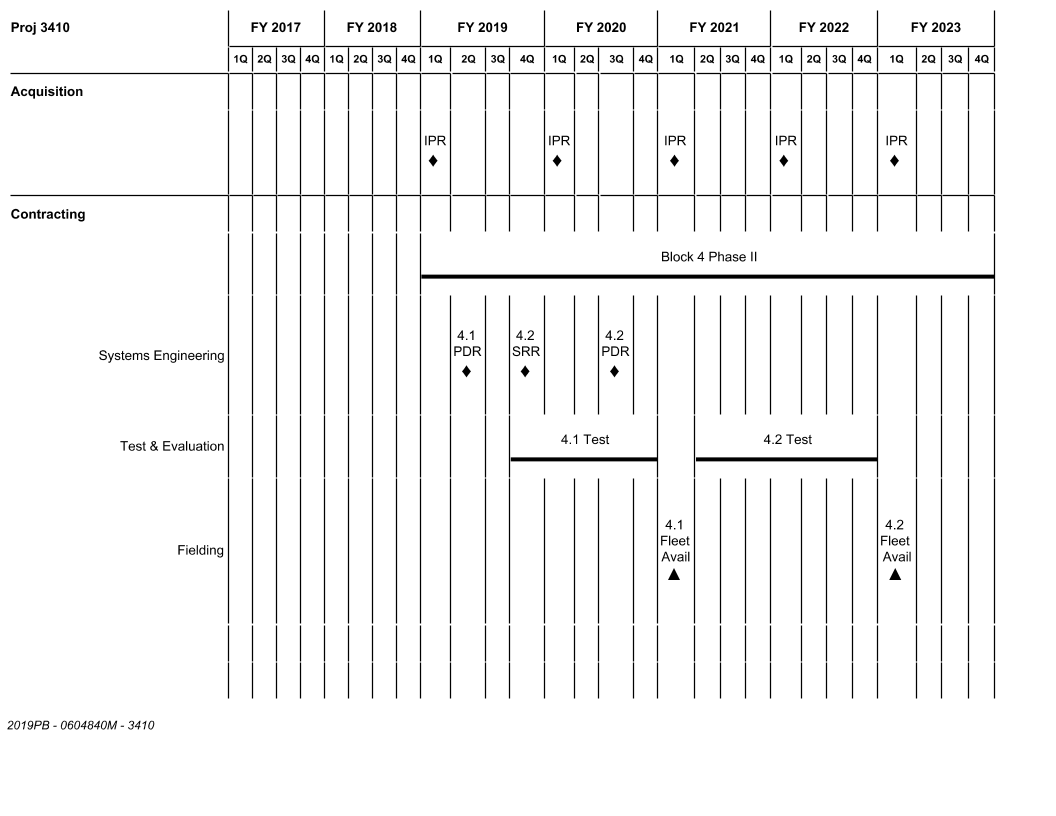 Proj 3410 FY 2017 FY 2018 FY 2019 FY 2020 FY 2021 FY 2022 FY 2023
1Q 2Q 3Q 4Q 1Q 2Q 3Q 4Q 1Q 2Q 3Q 4Q 1Q 2Q 3Q 4Q 1Q 2Q 3Q 4Q 1Q 2Q 3Q 4Q 1Q 2Q 3Q 4Q
Acquisition
IPR IPR IPR IPR IPR
Contracting
Block 4 Phase II
4.1 4.2 4.2
PDR SRR PDR
Systems Engineering
4.1 Test 4.2 Test
Test & Evaluation
4.1 4.2
Fleet Fleet
Avail Avail
Fielding
2019PB - 0604840M - 3410